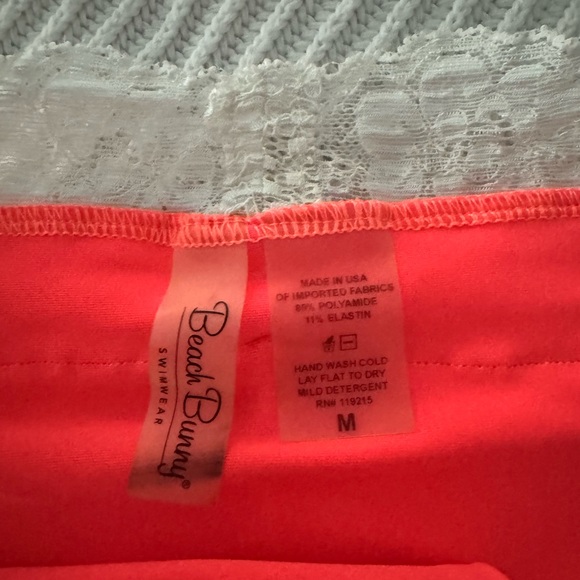 Beach Bunny®
SWIMWEAR
MADE IN USA
OF IMPORTED FABRICS
89% POLYAMIDE
11% ELASTIN
HAND WASH COLD
LAY FLAT TO DRY
MILD DETERGENT
RN# 119215
M